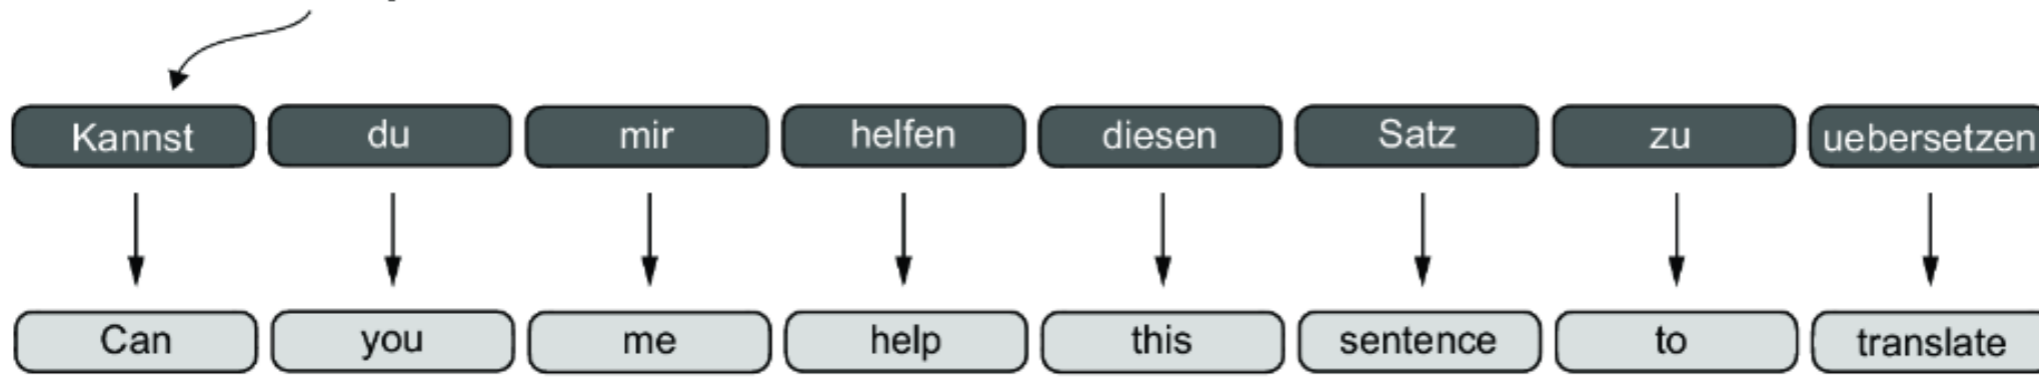 Kannst du mir helfen diesen Satz zu uebersetzen
Can you me help this sentence to translate